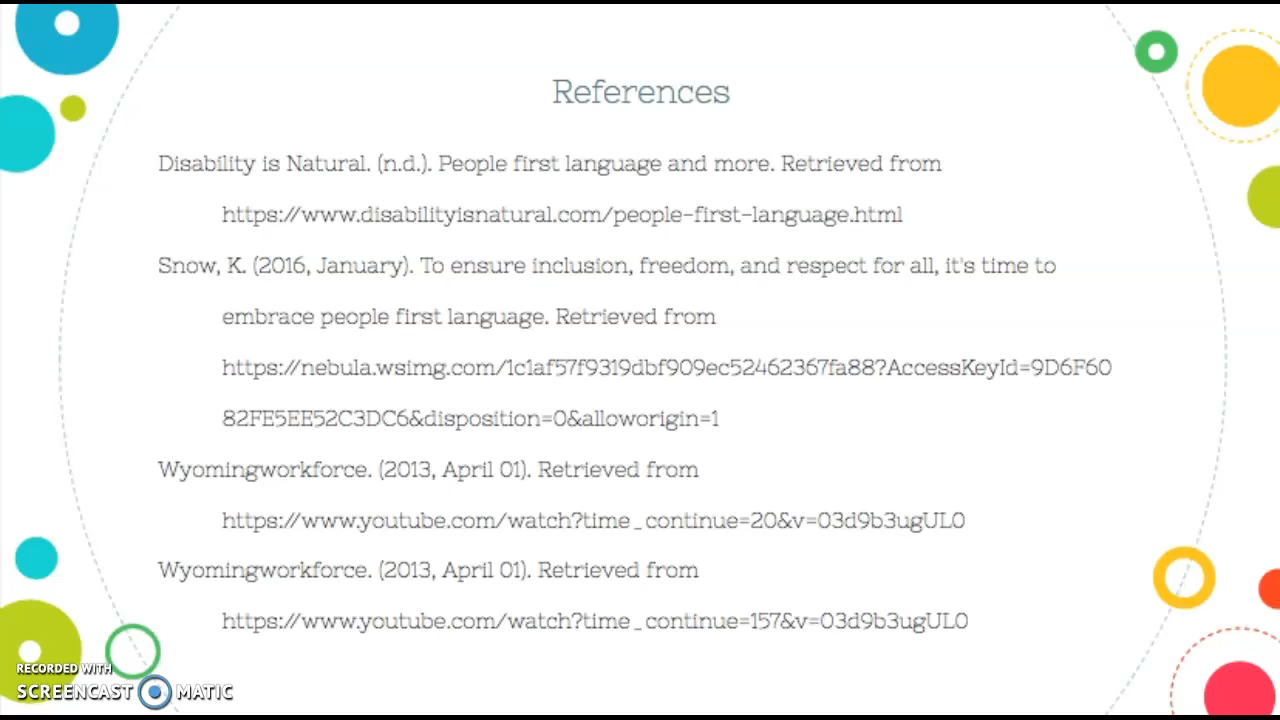 References
Disability is Natural. (n.d.). People first language and more. Retrieved from
https://www.disabilityisnatural.com/people-first-language.html
Snow, K. (2016, January). To ensure inclusion, freedom, and respect for all, it's time to
embrace people first language. Retrieved from
https://nebula.wsimg.com/1c1af57f9319dbf909ec52462367fa88?AccessKeyId=9D6F60
82FE5EE52C3DC6&disposition=0&alloworigin=1
Wyomingworkforce. (2013, April 01). Retrieved from
https://www.youtube.com/watch?time_continue=20&v=03d9b3ugUL0
Wyomingworkforce. (2013, April 01). Retrieved from
https://www.youtube.com/watch?time_continue=157&v=03d9b3ugUL0
RECORDED WITH
SCREENCAST MATIC